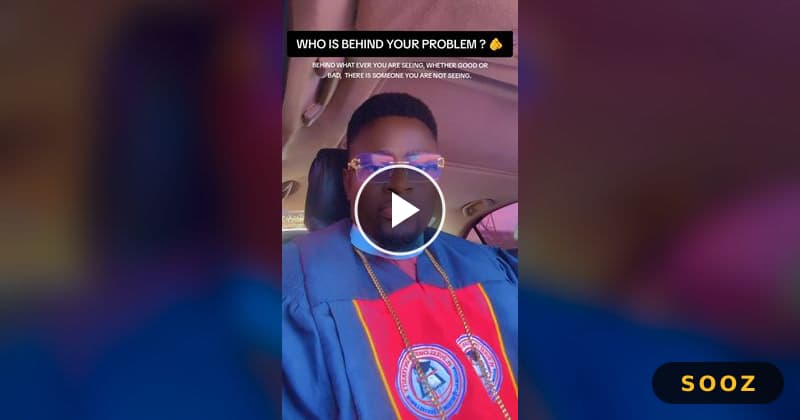 WHO IS BEHIND YOUR PROBLEM ? 🫵
BEHIND WHAT EVER YOU ARE SEEING, WHETHER GOOD OR
BAD, THERE IS SOMEONE YOU ARE NOT SEEING.
SOOZ